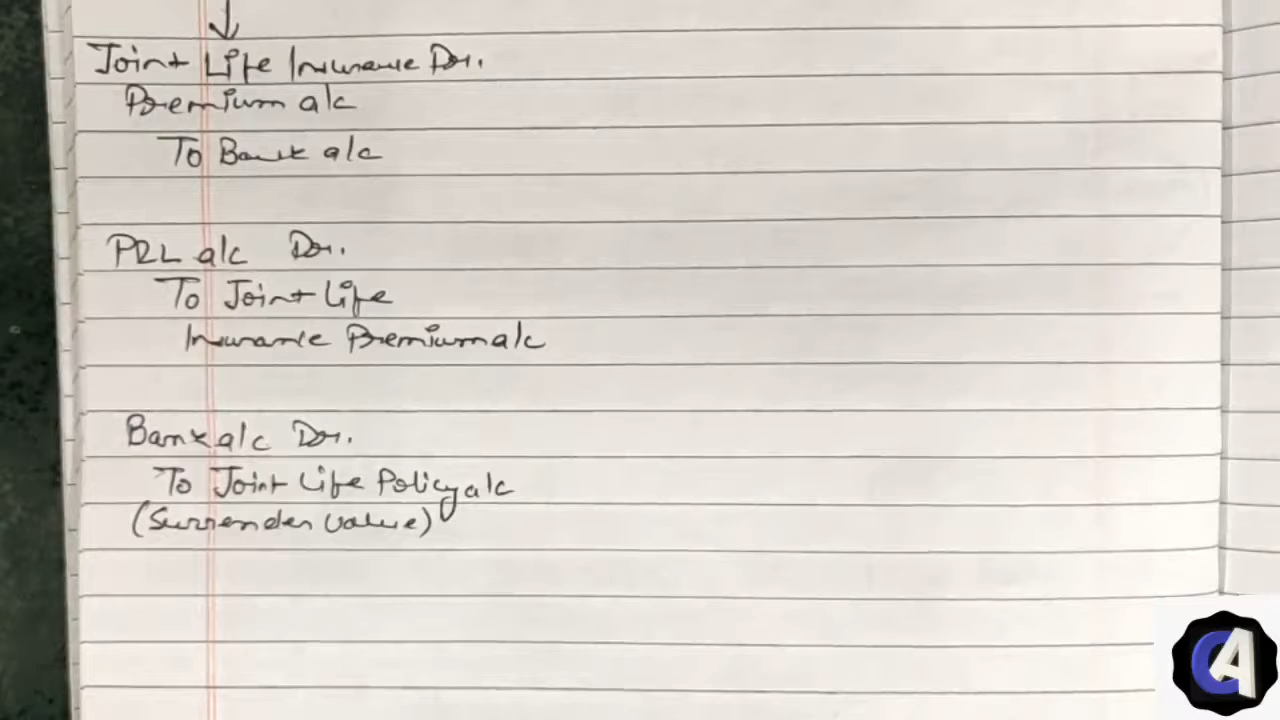 Joint Life Insurance Dr.
Premium a/c
To Bank a/c
P&L a/c Dr.
To Joint Life
Insurance Premium a/c
Bank a/c Dr.
To Joint Life Policy a/c
(Surrender value)
CA